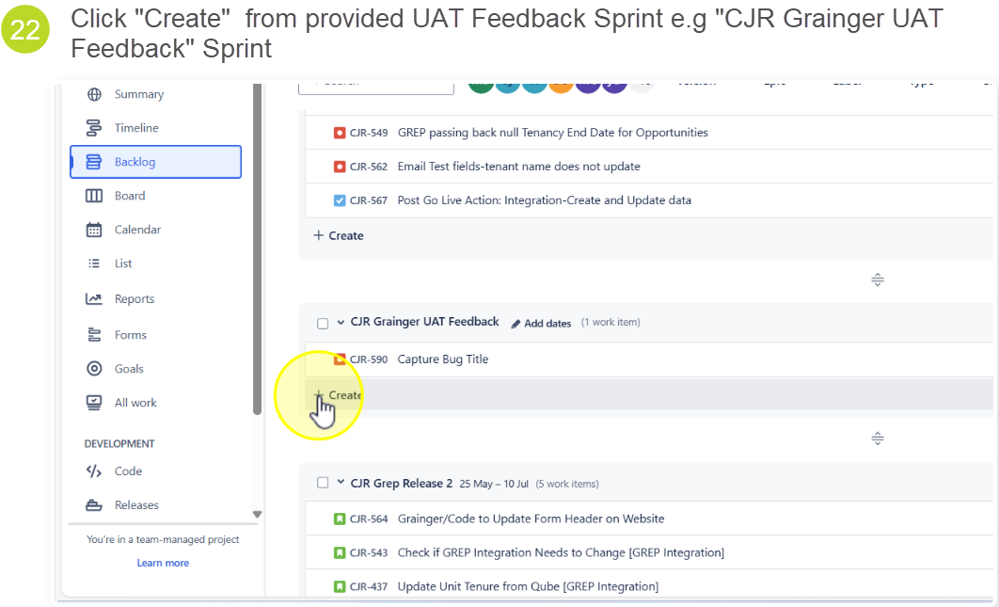 22
Click "Create"  from provided UAT Feedback Sprint e.g "CJR Grainger UAT
Feedback" Sprint
Summary
Timeline
Backlog
Board
Calendar
List
Reports
Forms
Goals
All work
DEVELOPMENT
Code
Releases
You're in a team-managed project
Learn more
CJR-549 GREP passing back null Tenancy End Date for Opportunities
CJR-562 Email Test fields-tenant name does not update
CJR-567 Post Go Live Action: Integration-Create and Update data
+ Create
CJR Grainger UAT Feedback Add dates (1 work item)
CJR-590 Capture Bug Title
+ Create
CJR Grep Release 2 25 May – 10 Jul (5 work items)
CJR-564 Grainger/Code to Update Form Header on Website
CJR-543 Check if GREP Integration Needs to Change [GREP Integration]
CJR-437 Update Unit Tenure from Qube [GREP Integration]